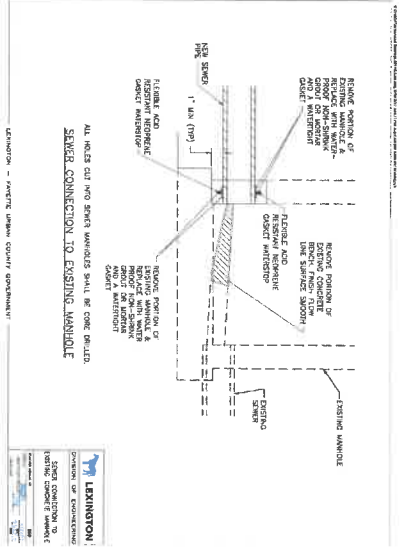 REMOVE PORTION OF
EXISTING MANHOLE &
REPLACE WITH WATER-
PROOF NON-SHRINK
GROUT OR MORTAR
AND A WATERTIGHT
GASKET
NEW SEWER
PIPE
FLEXIBLE ACID
RESISTANT NEOPRENE
GASKET WATERSTOP
1" MIN (TYP)
FLEXIBLE ACID
RESISTANT NEOPRENE
GASKET WATERSTOP
REMOVE PORTION OF
EXISTING CONCRETE
BENCH. FINISH FLOW
LINE SURFACE SMOOTH
EXISTING MANHOLE
EXISTING
SEWER
REMOVE PORTION OF
EXISTING MANHOLE &
REPLACE WITH WATER
PROOF NON-SHRINK
GROUT OR MORTAR
AND A WATERTIGHT
GASKET
ALL HOLES CUT INTO SEWER MANHOLES SHALL BE CORE DRILLED.
SEWER CONNECTION TO EXISTING MANHOLE
LEXINGTON - FAYETTE URBAN COUNTY GOVERNMENT
LEXINGTON
DIVISION OF ENGINEERING
SEWER CONNECTION TO
EXISTING CONCRETE MANHOLE